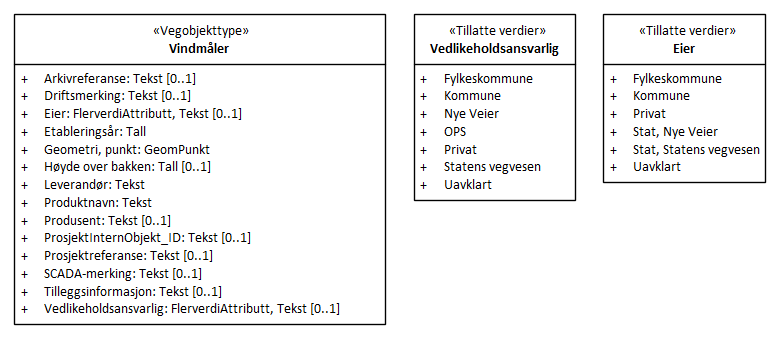 «Vegobjekttype»
Vindmåler
+ Arkivreferanse: Tekst [0..1]
+ Driftsmerking: Tekst [0..1]
+ Eier: FlerverdiAttributt, Tekst [0..1]
+ Etableringsår: Tall
+ Geometri, punkt: GeomPunkt
+ Høyde over bakken: Tall [0..1]
+ Leverandør: Tekst
+ Produktnavn: Tekst
+ Produsent: Tekst [0..1]
+ ProsjektInternObjekt_ID: Tekst [0..1]
+ Prosjektreferanse: Tekst [0..1]
+ SCADA-merking: Tekst [0..1]
+ Tilleggsinformasjon: Tekst [0..1]
+ Vedlikeholdsansvarlig: FlerverdiAttributt, Tekst [0..1]
«Tillatte verdier»
Vedlikeholdsansvarlig
+ Fylkeskommune
+ Kommune
+ Nye Veier
+ OPS
+ Privat
+ Statens vegvesen
+ Uavklart
«Tillatte verdier»
Eier
+ Fylkeskommune
+ Kommune
+ Privat
+ Stat, Nye Veier
+ Stat, Statens vegvesen
+ Uavklart